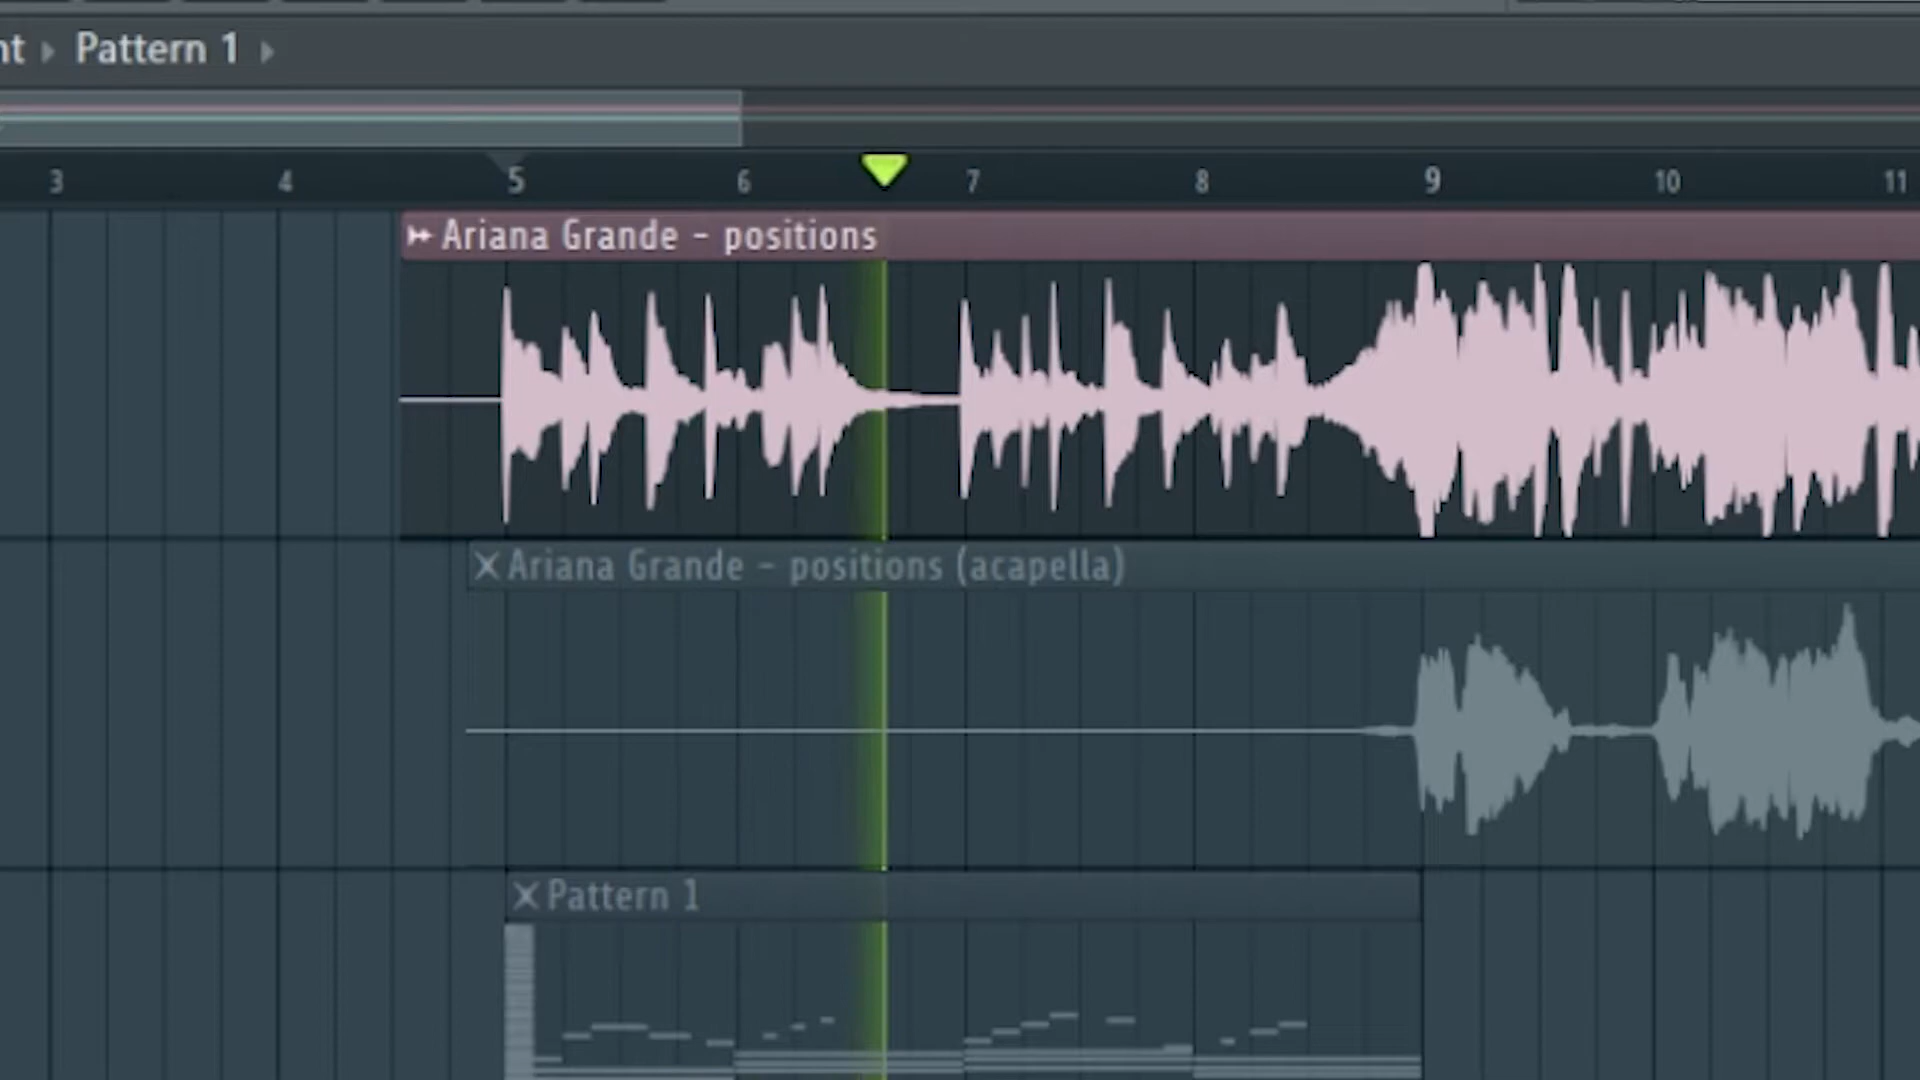 nt ▸ Pattern 1 ▸
3 4 5 6 7 8 9 10 11
Ariana Grande - positions
Ariana Grande - positions (acapella)
Pattern 1